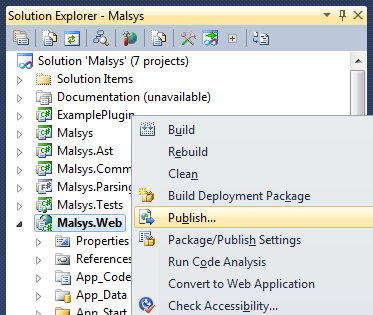 Solution Explorer - Malsys
Solution 'Malsys' (7 projects)
Solution Items
Documentation (unavailable)
ExamplePlugin
Malsys
Malsys.Ast
Malsys.Comm
Malsys.Parsing
Malsys.Tests
Malsys.Web
Properties
References
App_Code
App_Data
App_Start
Build
Rebuild
Clean
Build Deployment Package
Publish...
Package/Publish Settings
Run Code Analysis
Convert to Web Application
Check Accessibility...